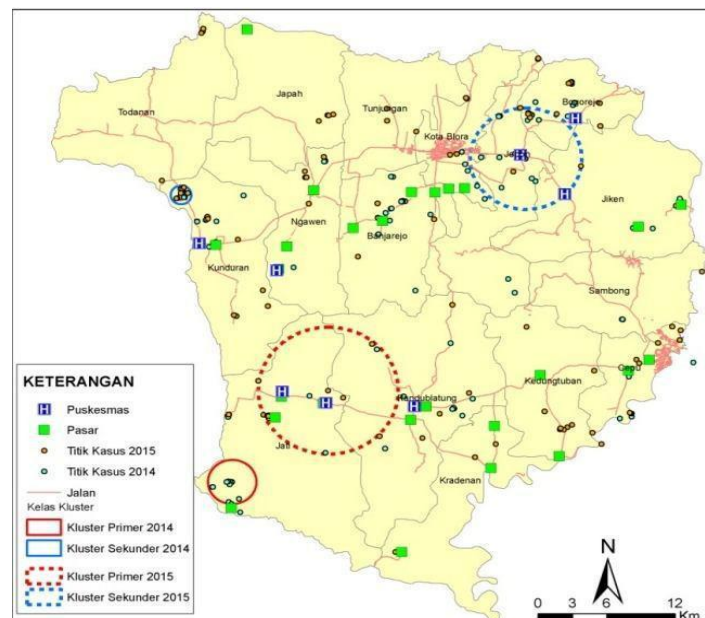 Bogorejo
Japah
Tunjungan
Todanan
Kota Blora
Jepon
Jiken
Ngawen
Banjarejo
Kunduran
Sambong
Cepu
Kedungtuban
Randublatung
Jati
Kradenan
KETERANGAN
H Puskesmas
Pasar
Titik Kasus 2015
Titik Kasus 2014
Jalan
Kelas Kluster
Kluster Primer 2014
Kluster Sekunder 2014
Kluster Primer 2015
Kluster Sekunder 2015
N
0 3 6 12
Km